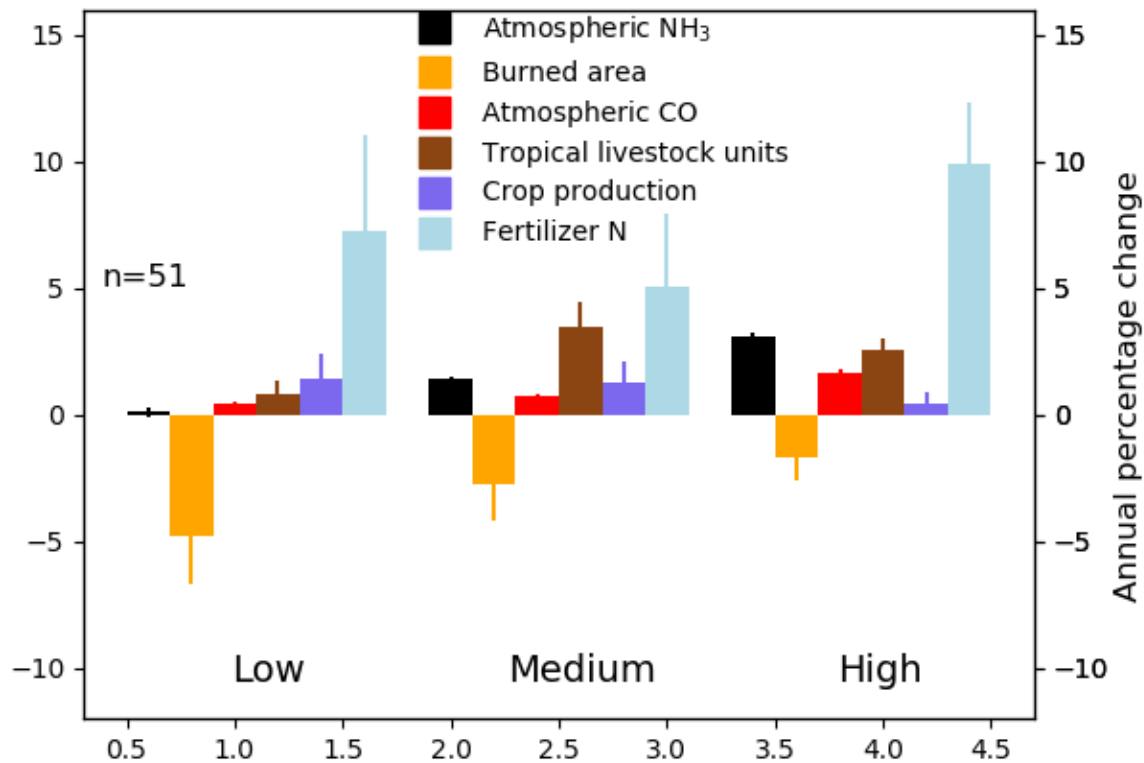 15
10
5
0
−5
−10
Atmospheric NH₃
Burned area
Atmospheric CO
Tropical livestock units
Crop production
Fertilizer N
n=51
Low
Medium
High
0.5 1.0 1.5 2.0 2.5 3.0 3.5 4.0 4.5
15
10
5
0
−5
−10
Annual percentage change